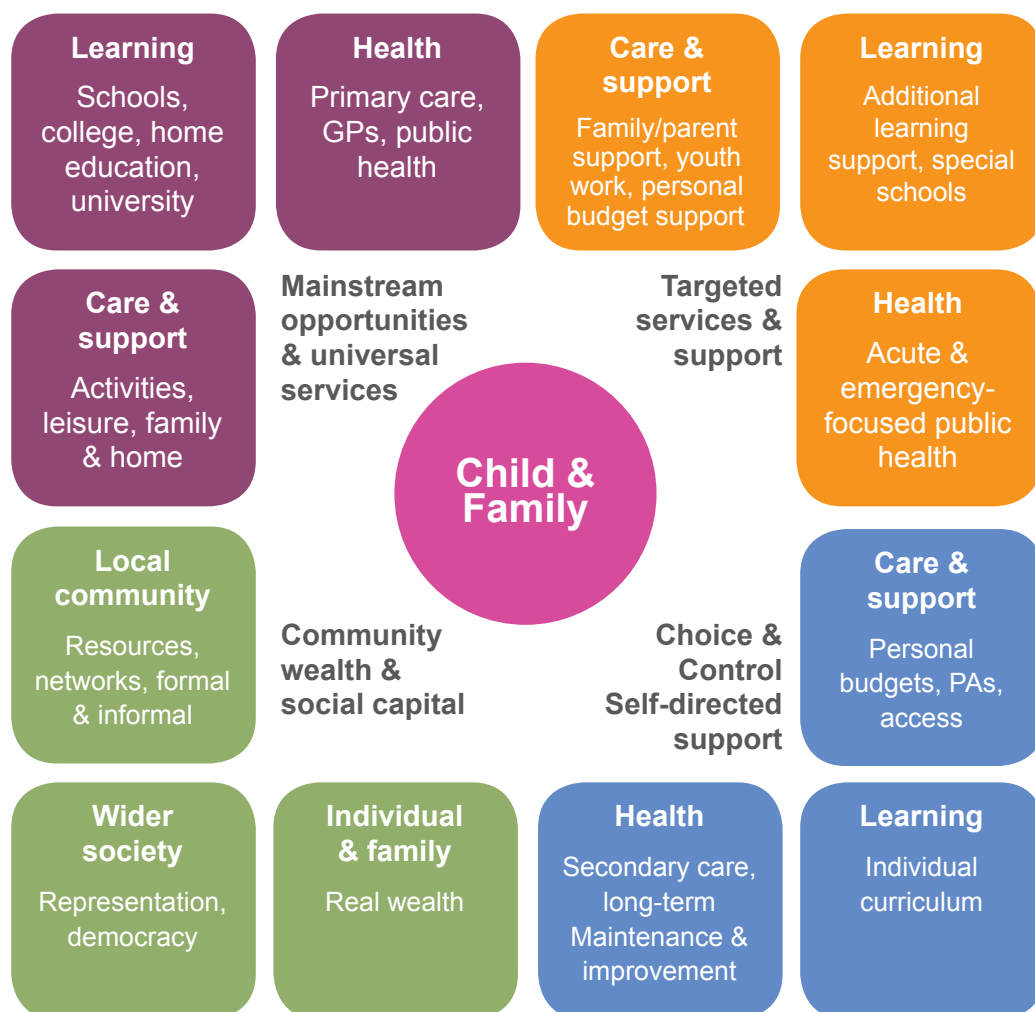 Learning
Schools,
college, home
education,
university
Health
Primary care,
GPs, public
health
Care &
support
Family/parent
support, youth
work, personal
budget support
Learning
Additional
learning
support, special
schools
Care &
support
Activities,
leisure, family
& home
Mainstream
opportunities
& universal
services
Targeted
services &
support
Health
Acute &
emergency-
focused public
health
Child &
Family
Local
community
Resources,
networks, formal
& informal
Community
wealth &
social capital
Choice &
Control
Self-directed
support
Care &
support
Personal
budgets, PAs,
access
Wider
society
Representation,
democracy
Individual
& family
Real wealth
Health
Secondary care,
long-term
Maintenance &
improvement
Learning
Individual
curriculum